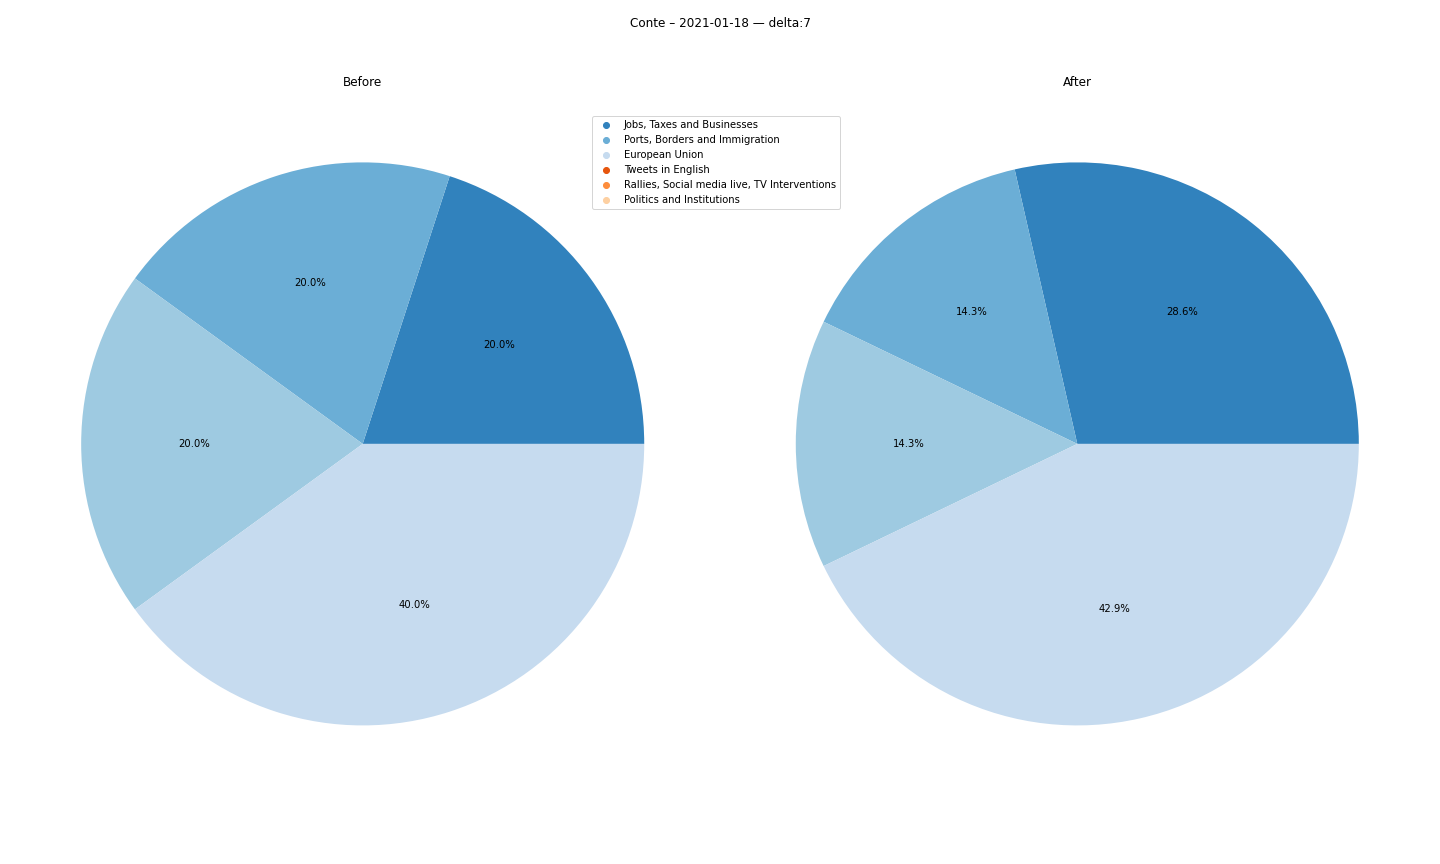 Conte – 2021-01-18 — delta:7
Before
After
Jobs, Taxes and Businesses
Ports, Borders and Immigration
European Union
Tweets in English
Rallies, Social media live, TV Interventions
Politics and Institutions
20.0%
20.0%
20.0%
40.0%
28.6%
14.3%
14.3%
42.9%